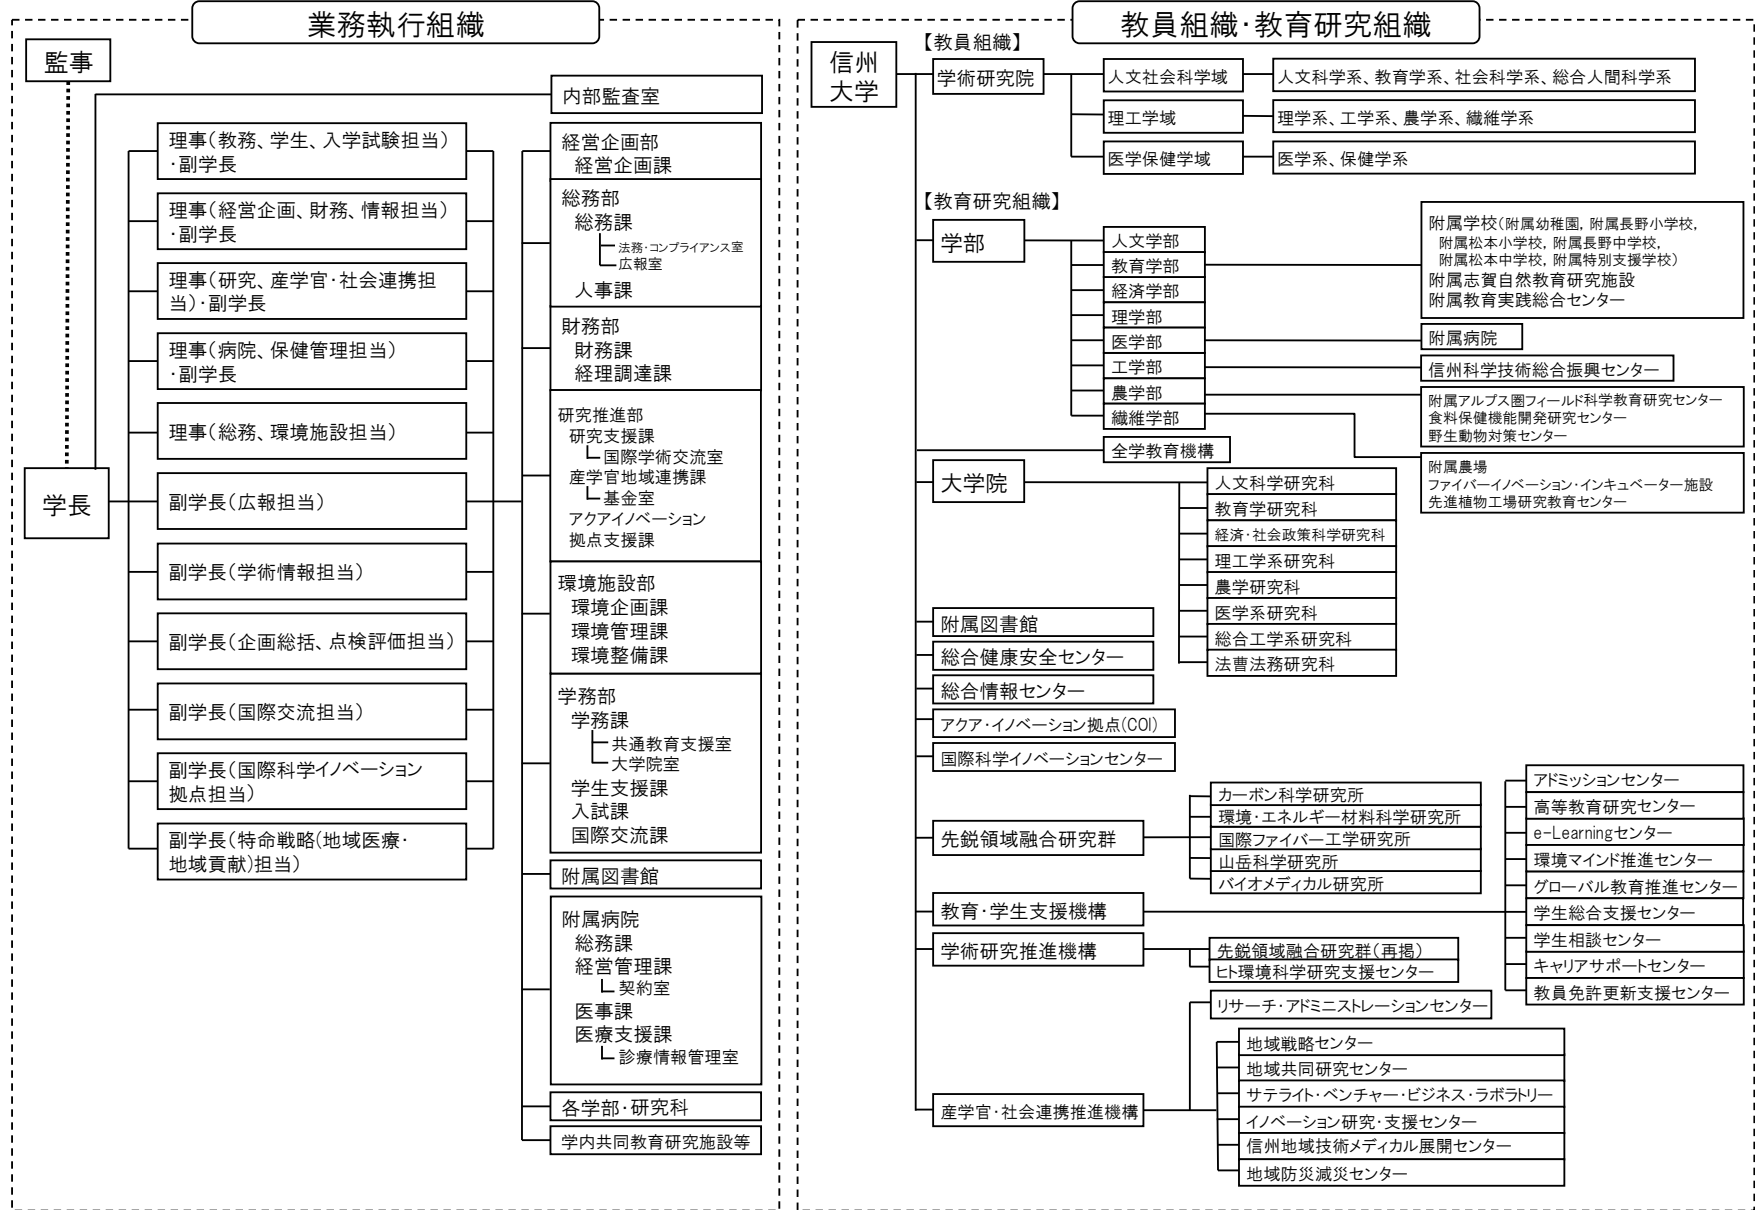 業務執行組織
監事
学長
内部監査室
理事(教務、学生、入学試験担当)
・副学長
理事(経営企画、財務、情報担当)
・副学長
理事(研究、産学官・社会連携担
当)・副学長
理事(病院、保健管理担当)
・副学長
理事(総務、環境施設担当)
副学長(広報担当)
副学長(学術情報担当)
副学長(企画総括、点検評価担当)
副学長(国際交流担当)
副学長(国際科学イノベーション
拠点担当)
副学長(特命戦略(地域医療・
地域貢献)担当)
経営企画部
経営企画課
総務部
総務課
法務・コンプライアンス室
広報室
人事課
財務部
財務課
経理調達課
研究推進部
研究支援課
国際学術交流室
産学官地域連携課
基金室
アクアイノベーション
拠点支援課
環境施設部
環境企画課
環境管理課
環境整備課
学務部
学務課
共通教育支援室
大学院室
学生支援課
入試課
国際交流課
附属図書館
附属病院
総務課
経営管理課
契約室
医事課
医療支援課
診療情報管理室
各学部・研究科
学内共同教育研究施設等
教員組織・教育研究組織
信州
大学
【教員組織】
学術研究院
人文社会科学域
人文科学系、教育学系、社会科学系、総合人間科学系
理工学域
理学系、工学系、農学系、繊維学系
医学保健学域
医学系、保健学系
【教育研究組織】
学部
人文学部
教育学部
経済学部
理学部
医学部
工学部
農学部
繊維学部
附属学校(附属幼稚園, 附属長野小学校,
附属松本小学校, 附属長野中学校,
附属松本中学校, 附属特別支援学校)
附属志賀自然教育研究施設
附属教育実践総合センター
附属病院
信州科学技術総合振興センター
附属アルプス圏フィールド科学教育研究センター
食料保健機能開発研究センター
野生動物対策センター
附属農場
ファイバーイノベーション・インキュベーター施設
先進植物工場研究教育センター
全学教育機構
大学院
人文科学研究科
教育学研究科
経済・社会政策科学研究科
理工学系研究科
農学研究科
医学系研究科
総合工学系研究科
法曹法務研究科
附属図書館
総合健康安全センター
総合情報センター
アクア・イノベーション拠点(COI)
国際科学イノベーションセンター
先鋭領域融合研究群
カーボン科学研究所
環境・エネルギー材料科学研究所
国際ファイバー工学研究所
山岳科学研究所
バイオメディカル研究所
教育・学生支援機構
アドミッションセンター
高等教育研究センター
e-Learningセンター
環境マインド推進センター
グローバル教育推進センター
学生総合支援センター
学生相談センター
キャリアサポートセンター
教員免許更新支援センター
学術研究推進機構
先鋭領域融合研究群(再掲)
ヒト環境科学研究支援センター
産学官・社会連携推進機構
リサーチ・アドミニストレーションセンター
地域戦略センター
地域共同研究センター
サテライト・ベンチャー・ビジネス・ラボラトリー
イノベーション研究・支援センター
信州地域技術メディカル展開センター
地域防災減災センター